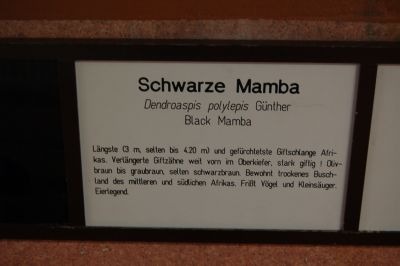 Schwarze Mamba
Dendroaspis polylepis Günther
Black Mamba
Längste (3 m, selten bis 4.20 m) und gefürchtetste Giftschlange Afri-
kas. Verlängerte Giftzähne weit vorn im Oberkiefer, stark giftig ! Oliv-
braun bis graubraun, selten schwarzbraun. Bewohnt trockenes Busch-
land des mittleren und südlichen Afrikas. Frißt Vögel und Kleinsäuger.
Eierlegend.